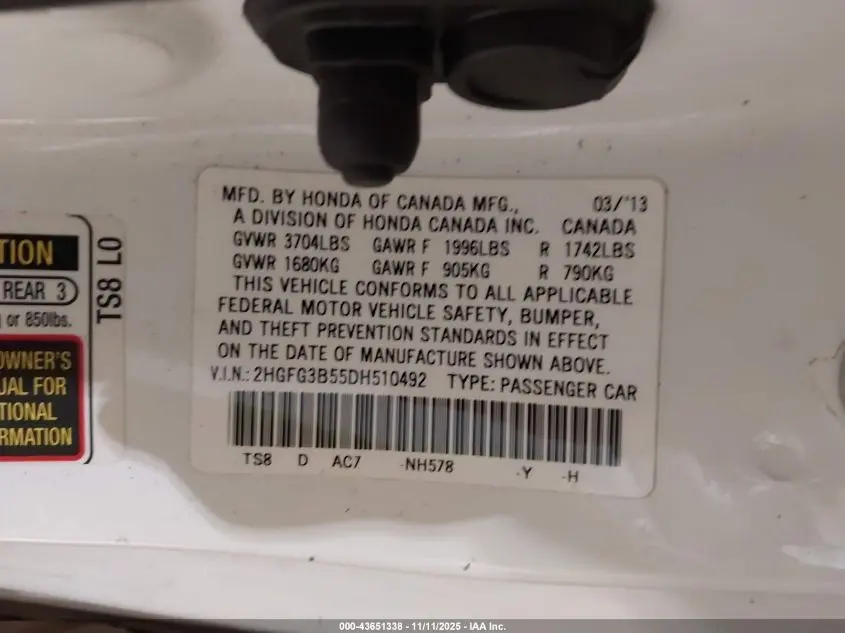 MFD. BY HONDA OF CANADA MFG., 03/'13
A DIVISION OF HONDA CANADA INC. CANADA
GVWR 3704LBS GAWR F 1996LBS R 1742LBS
GVWR 1680KG GAWR F 905KG R 790KG
THIS VEHICLE CONFORMS TO ALL APPLICABLE
FEDERAL MOTOR VEHICLE SAFETY, BUMPER,
AND THEFT PREVENTION STANDARDS IN EFFECT
ON THE DATE OF MANUFACTURE SHOWN ABOVE.
V.I.N.: 2HGFG3B55DH510492 TYPE: PASSENGER CAR
TS8 D AC7 -NH578 -Y -H
TION
REAR 3
or 850lbs.
TS8 L0
OWNER'S
UAL FOR
TIONAL
RMATION
000-43651338 - 11/11/2025 - IAA Inc.